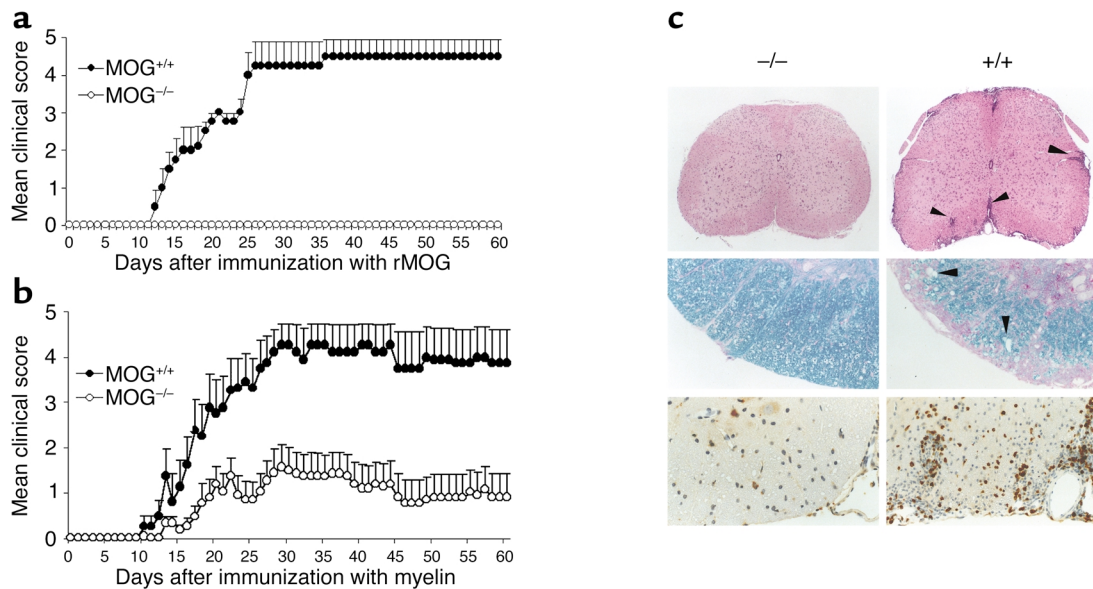 a
5
4
3
2
1
0
Mean clinical score
MOG+/+
MOG−/−
0 5 10 15 20 25 30 35 40 45 50 55 60
Days after immunization with rMOG
b
5
4
3
2
1
0
Mean clinical score
MOG+/+
MOG−/−
0 5 10 15 20 25 30 35 40 45 50 55 60
Days after immunization with myelin
c
−/− +/+